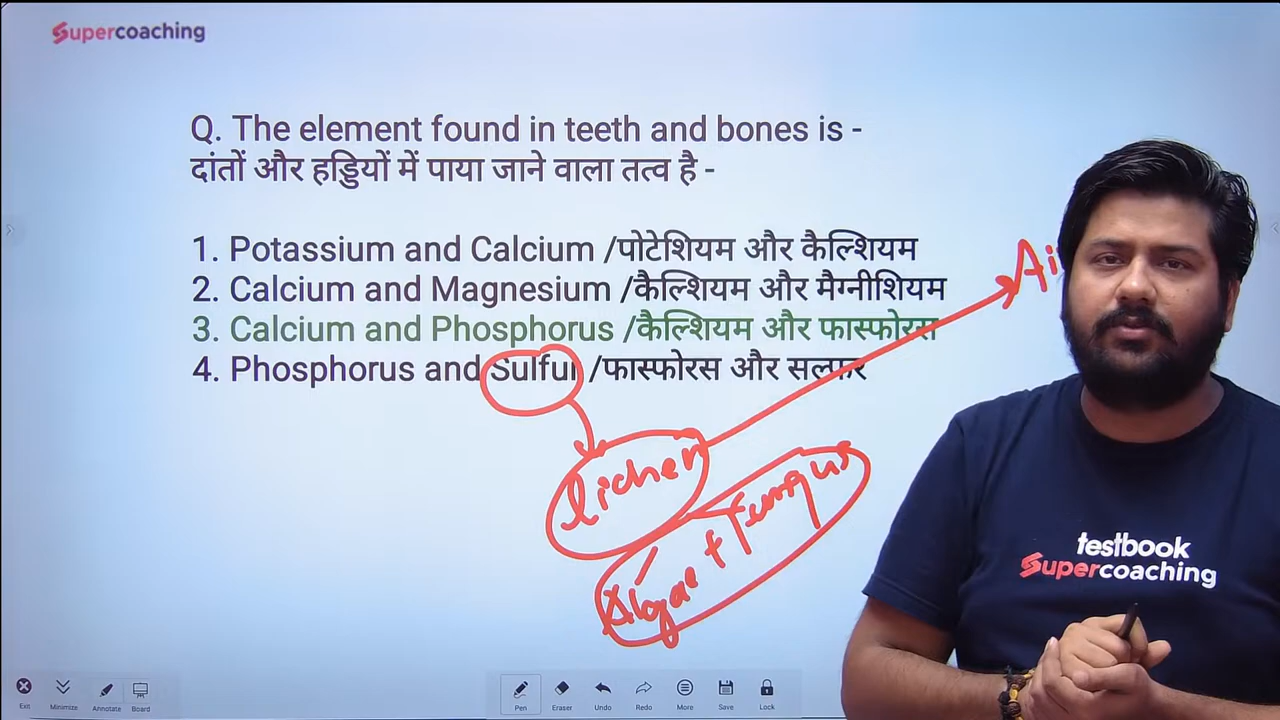 Supercoaching
Q. The element found in teeth and bones is -
दांतों और हड्डियों में पाया जाने वाला तत्व है -
1. Potassium and Calcium /पोटेशियम और कैल्शियम
2. Calcium and Magnesium /कैल्शियम और मैग्नीशियम
3. Calcium and Phosphorus /कैल्शियम और फास्फोरस
4. Phosphorus and Sulfur /फास्फोरस और सल्फर
Ai
lichen
Algae + Fungus
testbook
Supercoaching
Exit Minimize Annotate Board Pen Eraser Undo Redo More Save Lock